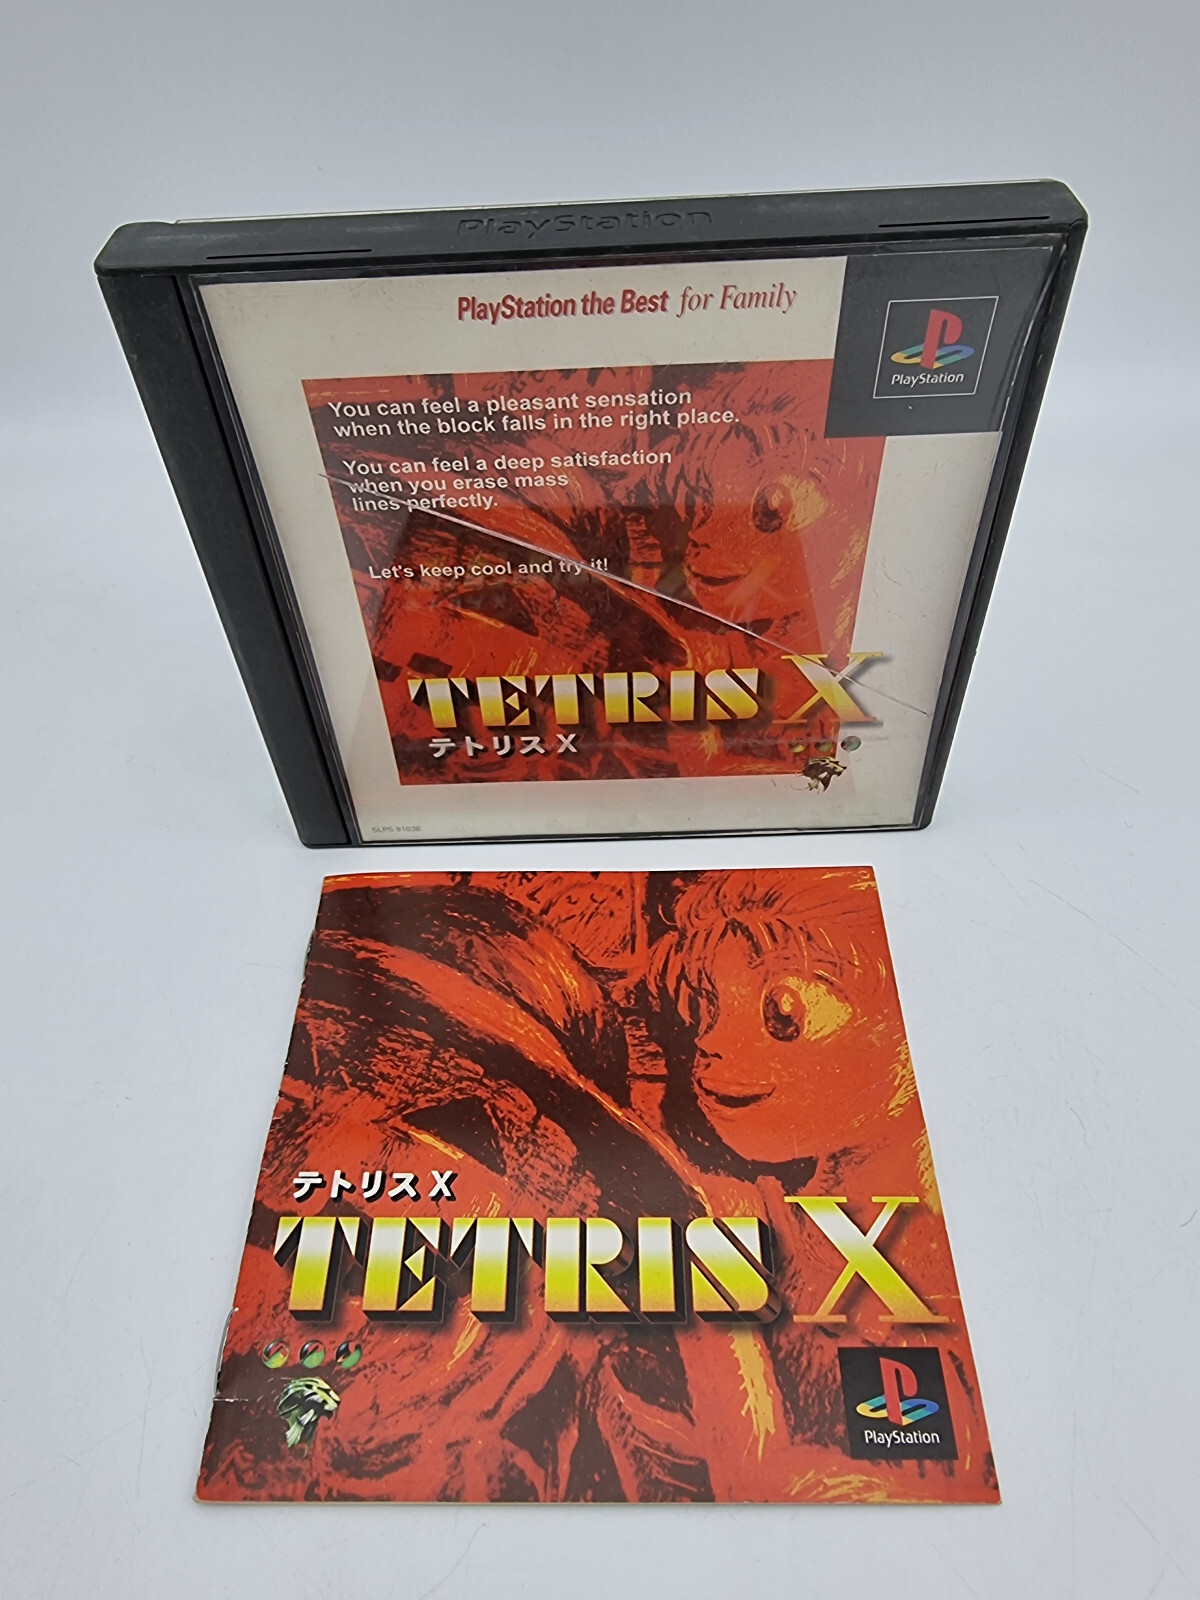 PlayStation
PlayStation the Best for Family
PlayStation
You can feel a pleasant sensation
when the block falls in the right place.
You can feel a deep satisfaction
when you erase mass
lines perfectly.
Let's keep cool and try it!
TETRIS X
テトリス X
SLPS 91036
テトリス X
TETRIS X
PlayStation